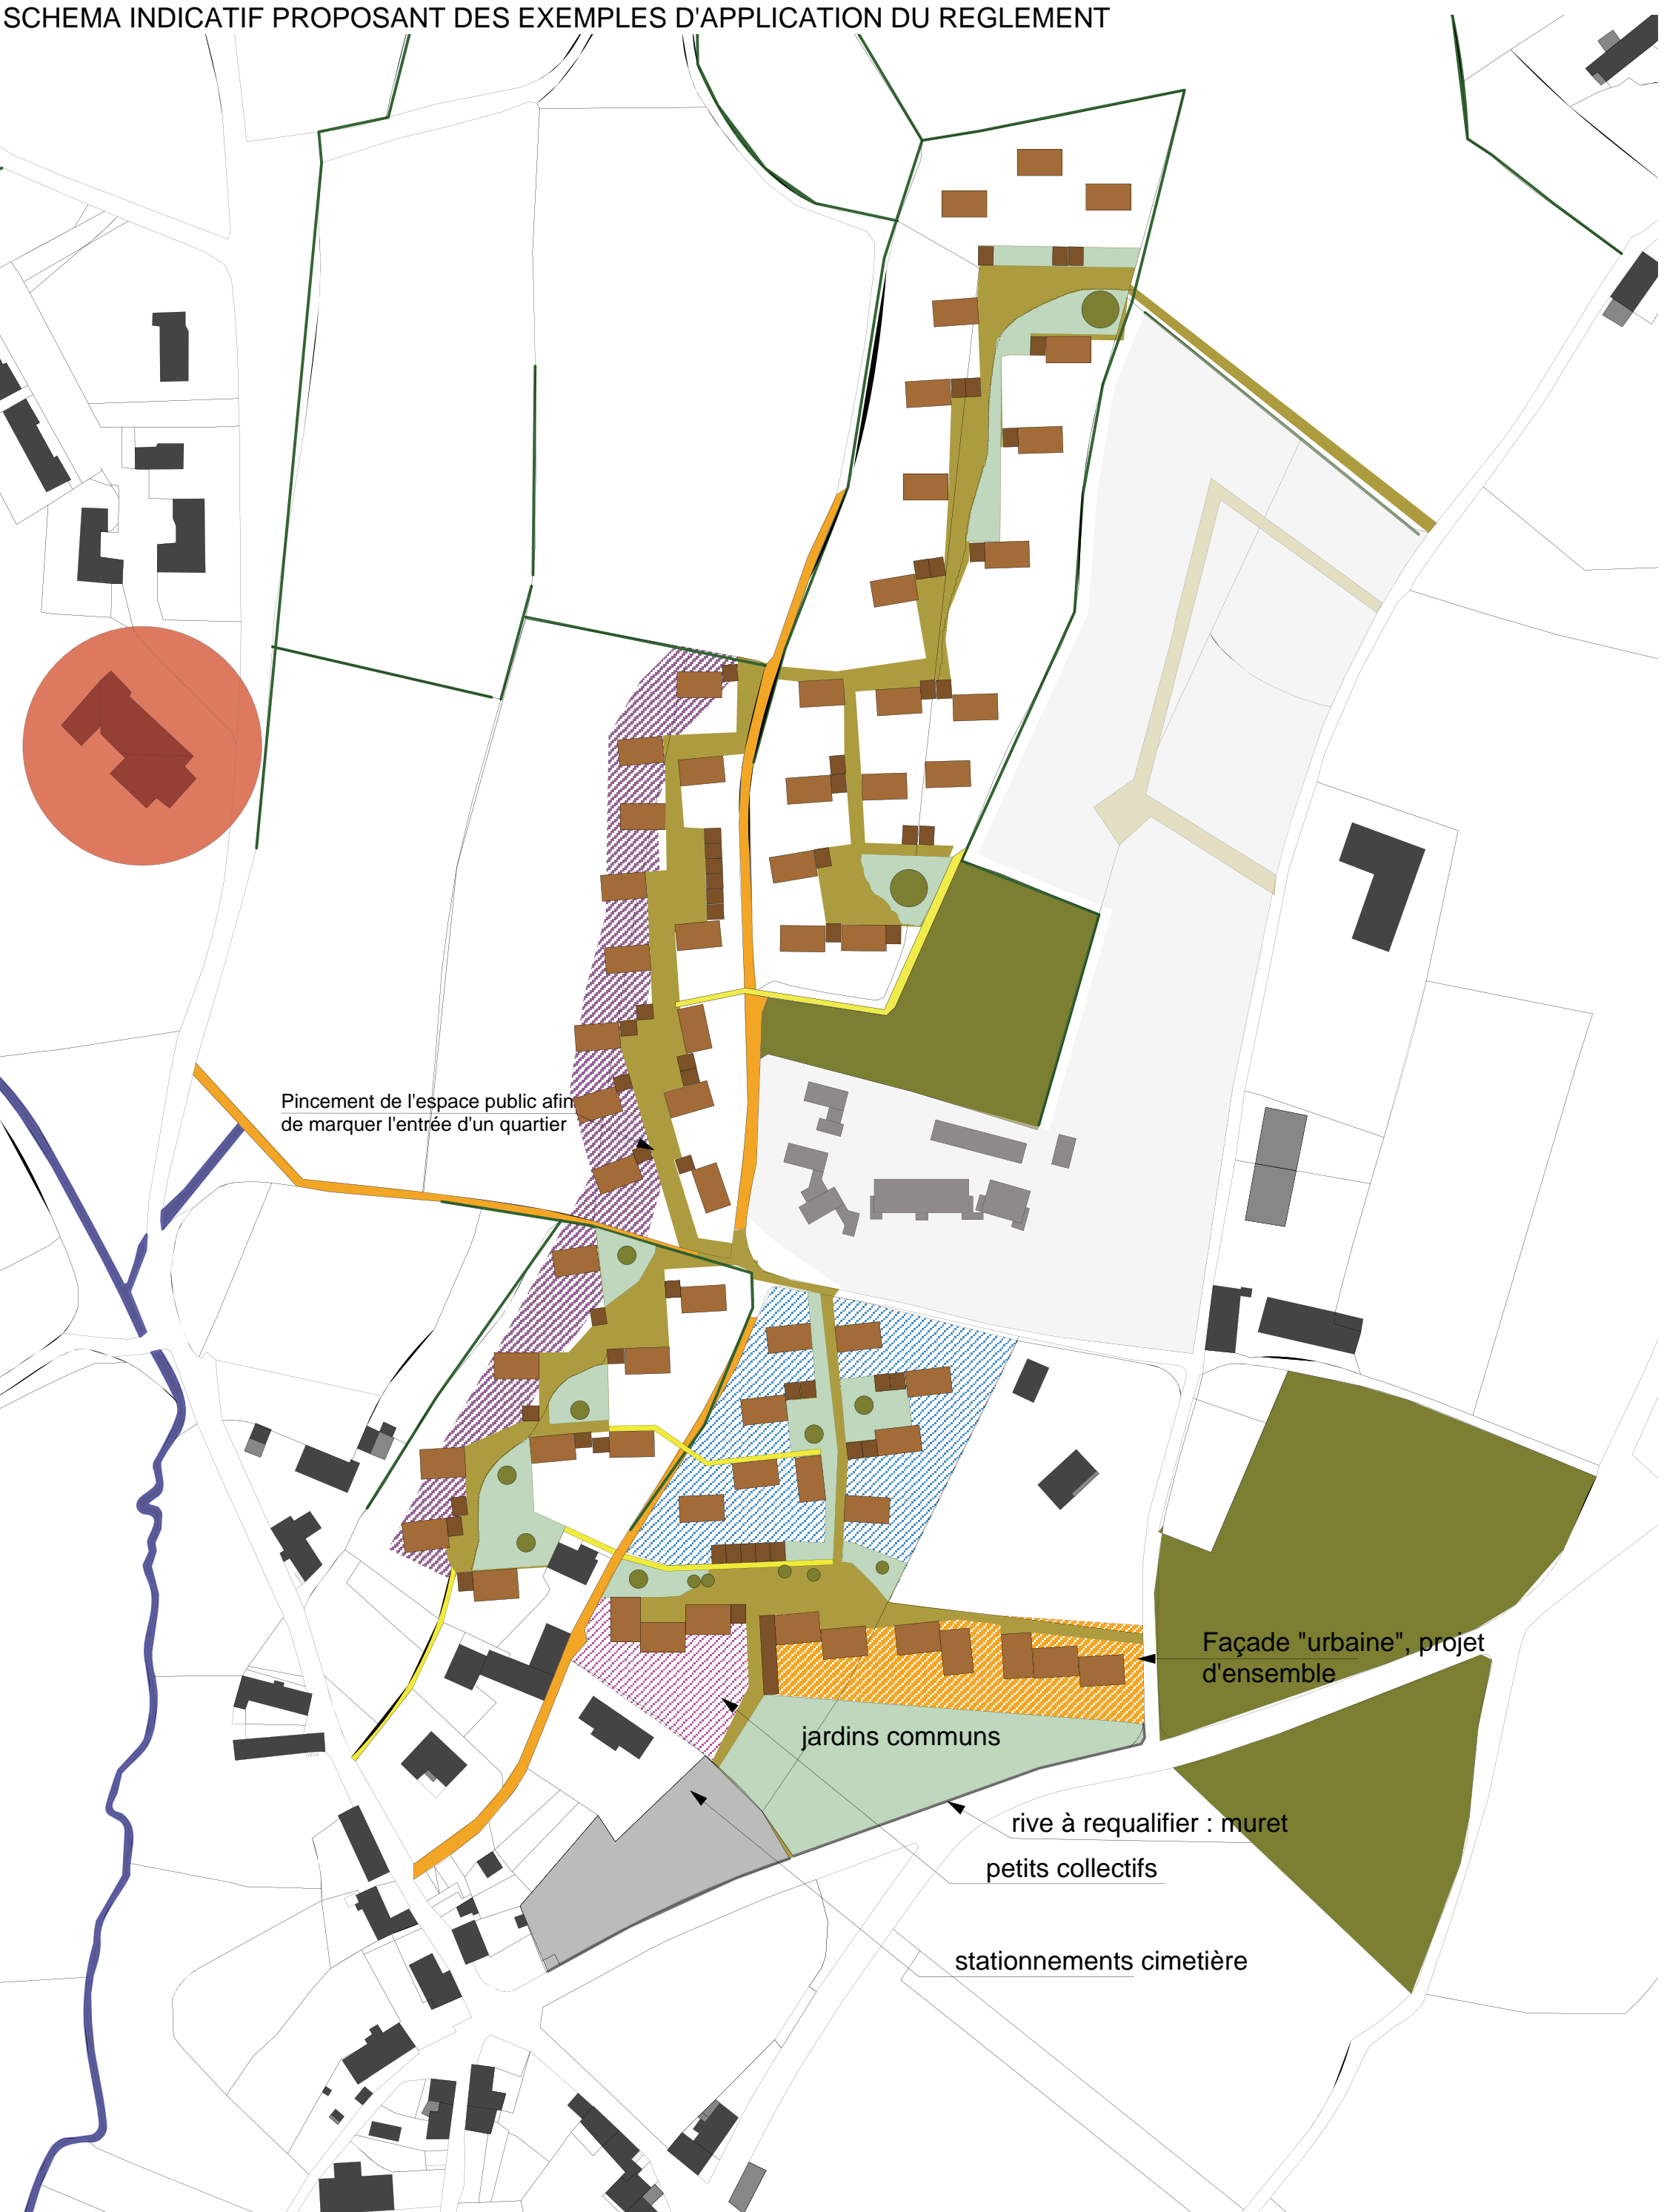 SCHEMA INDICATIF PROPOSANT DES EXEMPLES D'APPLICATION DU REGLEMENT
Pincement de l'espace public afin
de marquer l'entrée d'un quartier
Façade "urbaine", projet
d'ensemble
jardins communs
rive à requalifier : muret
petits collectifs
stationnements cimetière